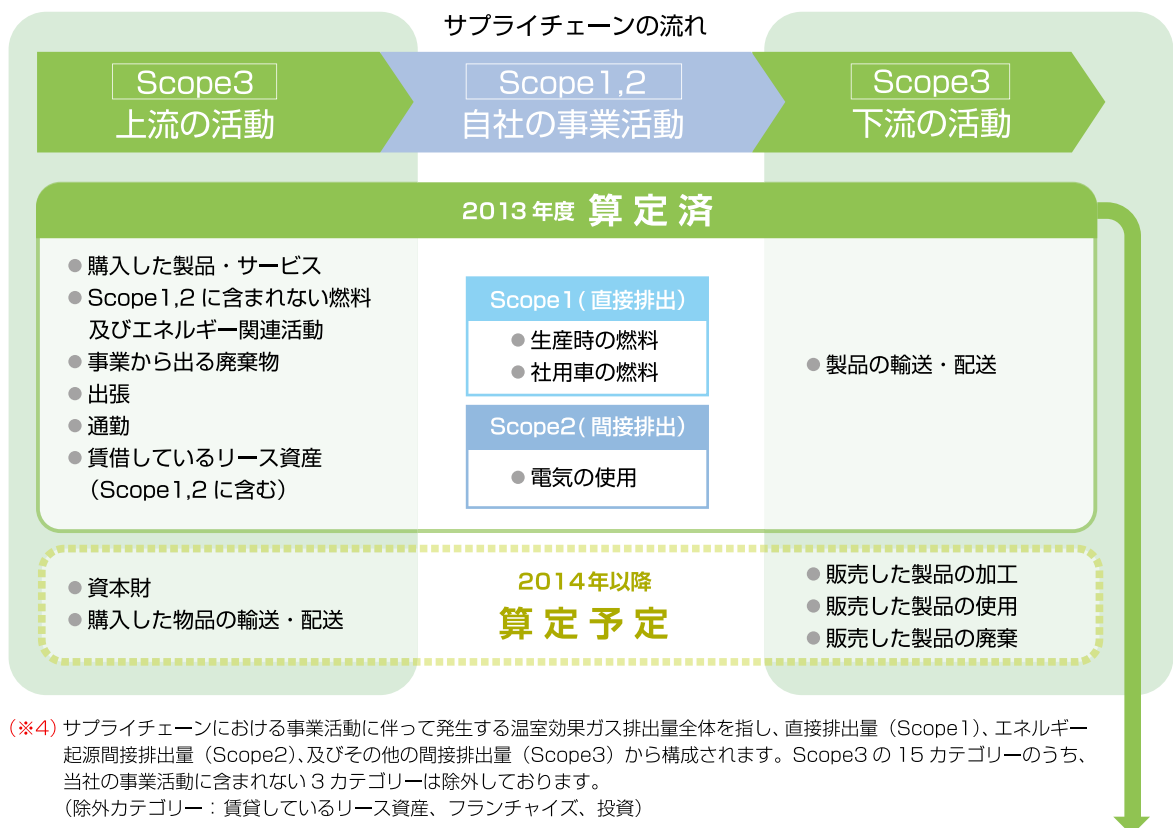 サプライチェーンの流れ
Scope3
上流の活動
Scope1,2
自社の事業活動
Scope3
下流の活動
2013年度 算定済
●購入した製品・サービス
●Scope1,2に含まれない燃料
及びエネルギー関連活動
●事業から出る廃棄物
●出張
●通勤
●賃借しているリース資産
(Scope1,2に含む)
Scope1(直接排出)
●生産時の燃料
●社用車の燃料
Scope2(間接排出)
●電気の使用
●製品の輸送・配送
●資本財
●購入した物品の輸送・配送
2014年以降
算定予定
●販売した製品の加工
●販売した製品の使用
●販売した製品の廃棄
(※4)サプライチェーンにおける事業活動に伴って発生する温室効果ガス排出量全体を指し、直接排出量(Scope1)、エネルギー
起源間接排出量(Scope2)、及びその他の間接排出量(Scope3)から構成されます。Scope3の15カテゴリーのうち、
当社の事業活動に含まれない3カテゴリーは除外しております。
(除外カテゴリー:賃貸しているリース資産、フランチャイズ、投資)